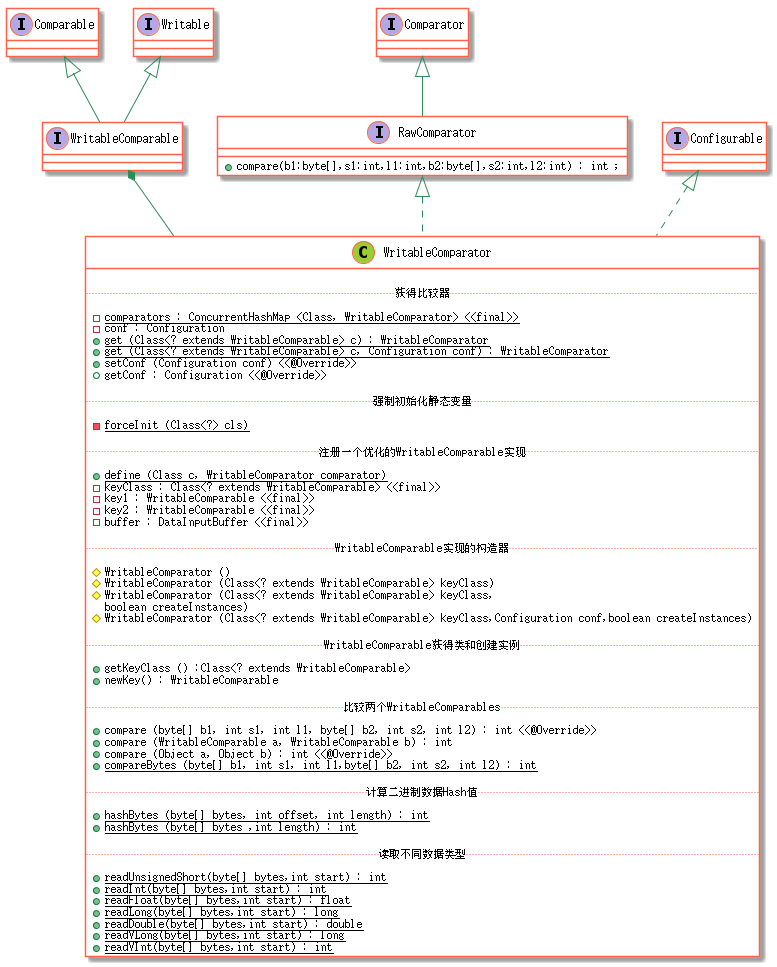 I Comparable
I Writable
I Comparator
I WritableComparable
I RawComparator
compare(b1:byte[],s1:int,l1:int,b2:byte[],s2:int,l2:int) : int ;
I Configurable
C WritableComparator
获得比较器
comparators : ConcurrentHashMap <Class, WritableComparator> <<final>>
conf : Configuration
get (Class<? extends WritableComparable> c) : WritableComparator
get (Class<? extends WritableComparable> c, Configuration conf) : WritableComparator
setConf (Configuration conf) <<@Override>>
getConf : Configuration <<@Override>>
强制初始化静态变量
forceInit (Class<?> cls)
注册一个优化的WritableComparable实现
define (Class c, WritableComparator comparator)
keyClass : Class<? extends WritableComparable> <<final>>
key1 : WritableComparable <<final>>
key2 : WritableComparable <<final>>
buffer : DataInputBuffer <<final>>
WritableComparable实现的构造器
WritableComparator ()
WritableComparator (Class<? extends WritableComparable> keyClass)
WritableComparator (Class<? extends WritableComparable> keyClass,
boolean createInstances)
WritableComparator (Class<? extends WritableComparable> keyClass,Configuration conf,boolean createInstances)
WritableComparable获得类和创建实例
getKeyClass () :Class<? extends WritableComparable>
newKey() : WritableComparable
比较两个WritableComparables
compare (byte[] b1, int s1, int l1, byte[] b2, int s2, int l2) : int <<@Override>>
compare (WritableComparable a, WritableComparable b) : int
compare (Object a, Object b) : int <<@Override>>
compareBytes (byte[] b1, int s1, int l1,byte[] b2, int s2, int l2) : int
计算二进制数据Hash值
hashBytes (byte[] bytes, int offset, int length) : int
hashBytes (byte[] bytes ,int length) : int
读取不同数据类型
readUnsignedShort(byte[] bytes,int start) : int
readInt(byte[] bytes,int start) : int
readFloat(byte[] bytes,int start) : float
readLong(byte[] bytes,int start) : long
readDouble(byte[] bytes,int start) : double
readVLong(byte[] bytes,int start) : long
readVInt(byte[] bytes,int start) : int